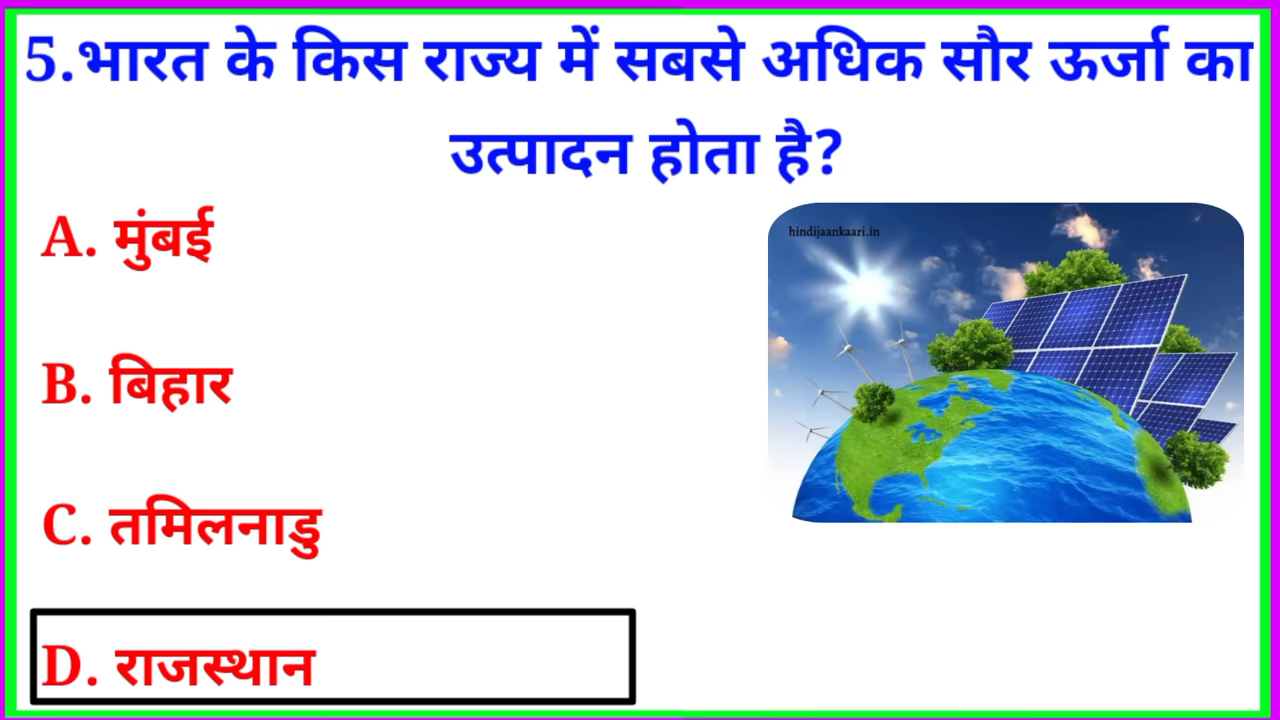 5.भारत के किस राज्य में सबसे अधिक सौर ऊर्जा का
उत्पादन होता है?
A. मुंबई
hindijaankaari.in
B. बिहार
C. तमिलनाडु
D. राजस्थान